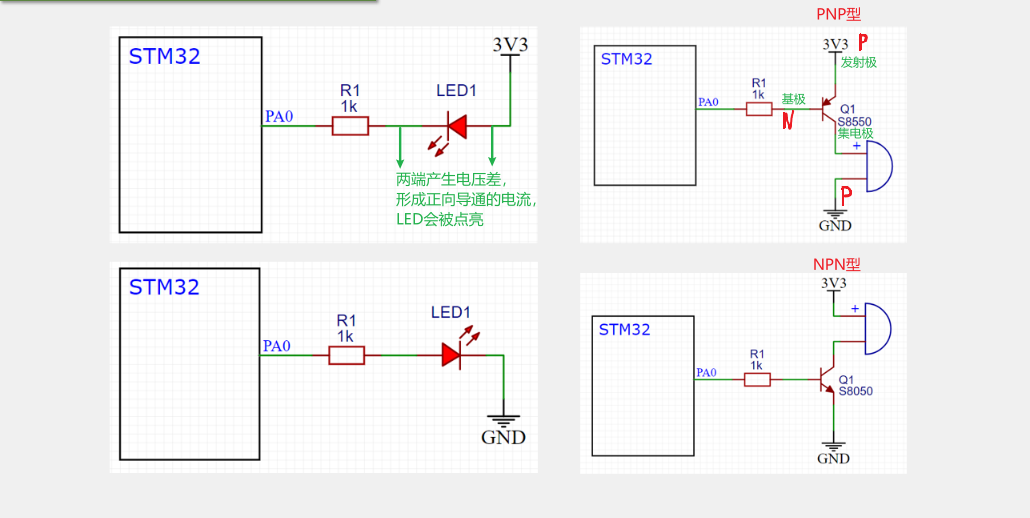 STM32
PA0
R1
1k
LED1
3V3
两端产生电压差，
形成正向导通的电流，
LED会被点亮
PNP型
STM32
PA0
R1
1k
基极
N
3V3
P
发射极
Q1
S8550
集电极
+
P
GND
STM32
PA0
R1
1k
LED1
GND
NPN型
3V3
+
STM32
PA0
R1
1k
Q1
S8050
GND